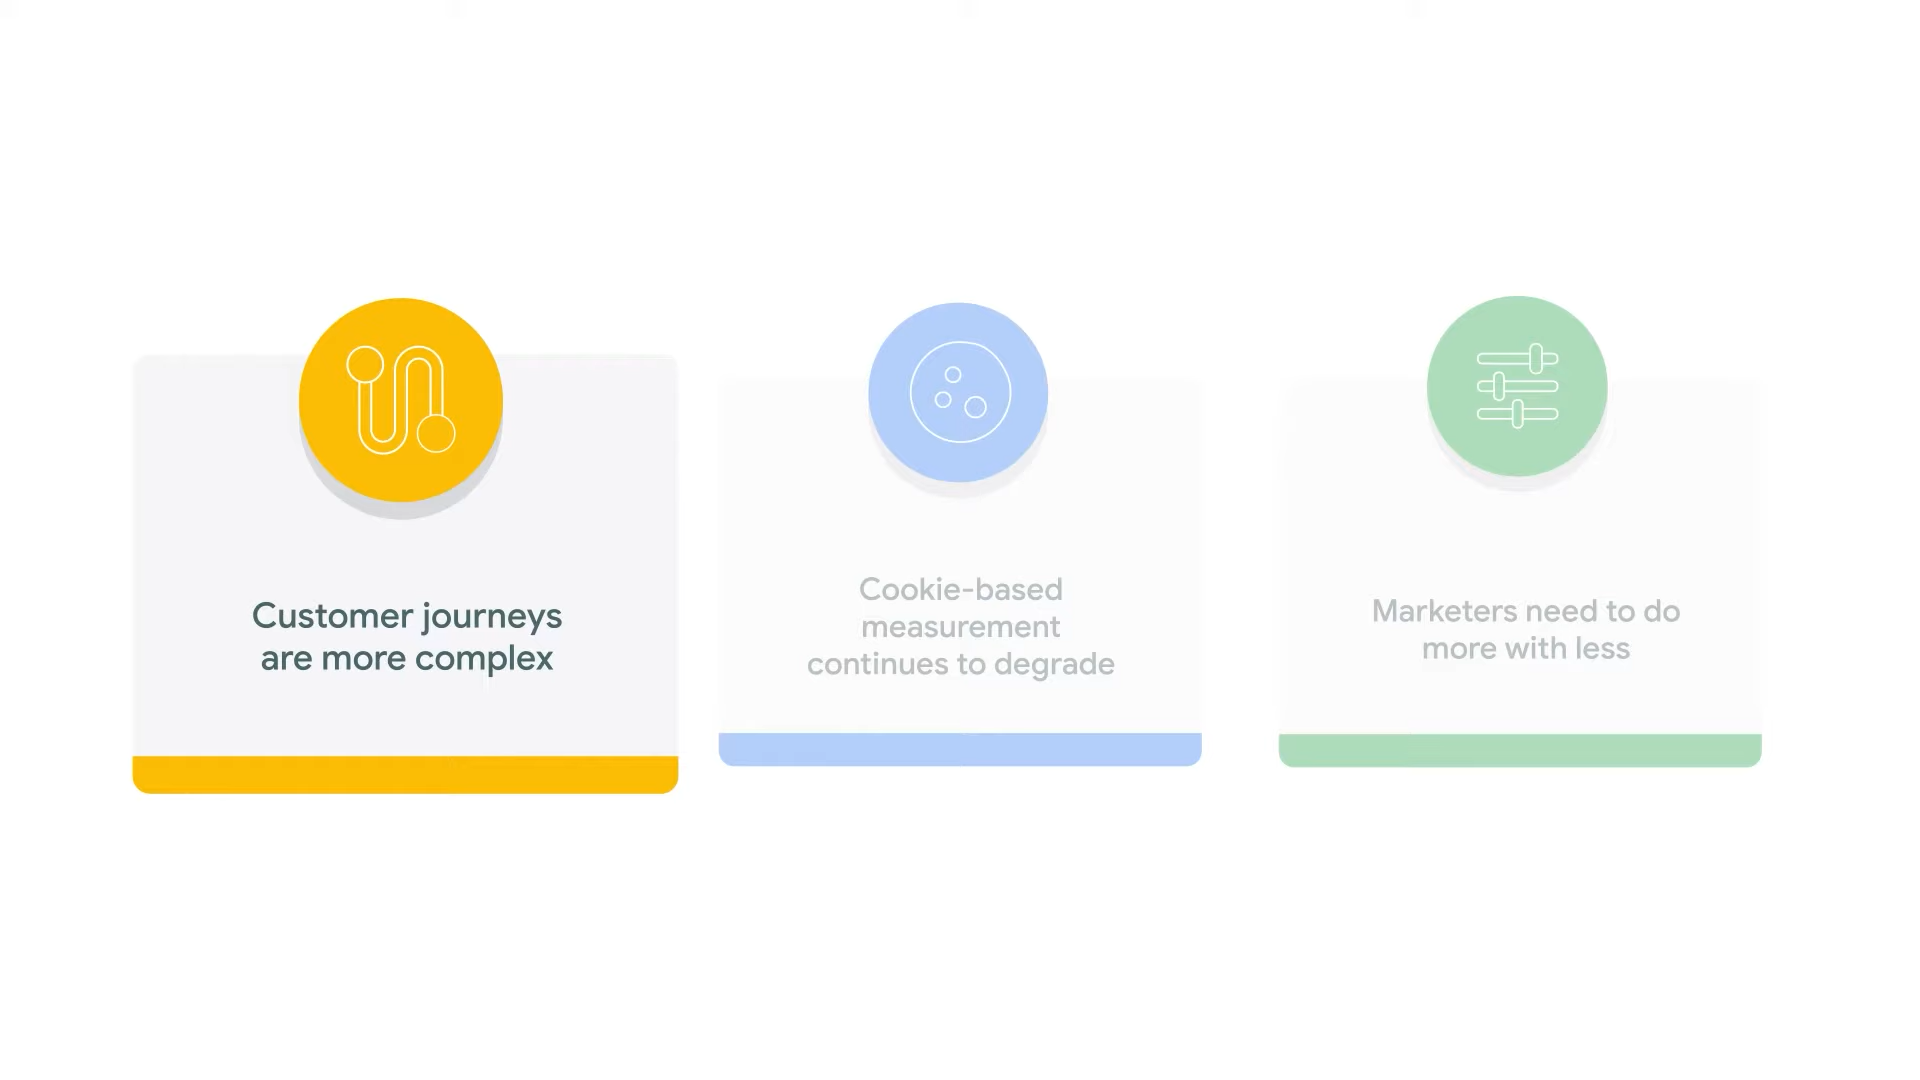 Customer journeys
are more complex
Cookie-based
measurement
continues to degrade
Marketers need to do
more with less